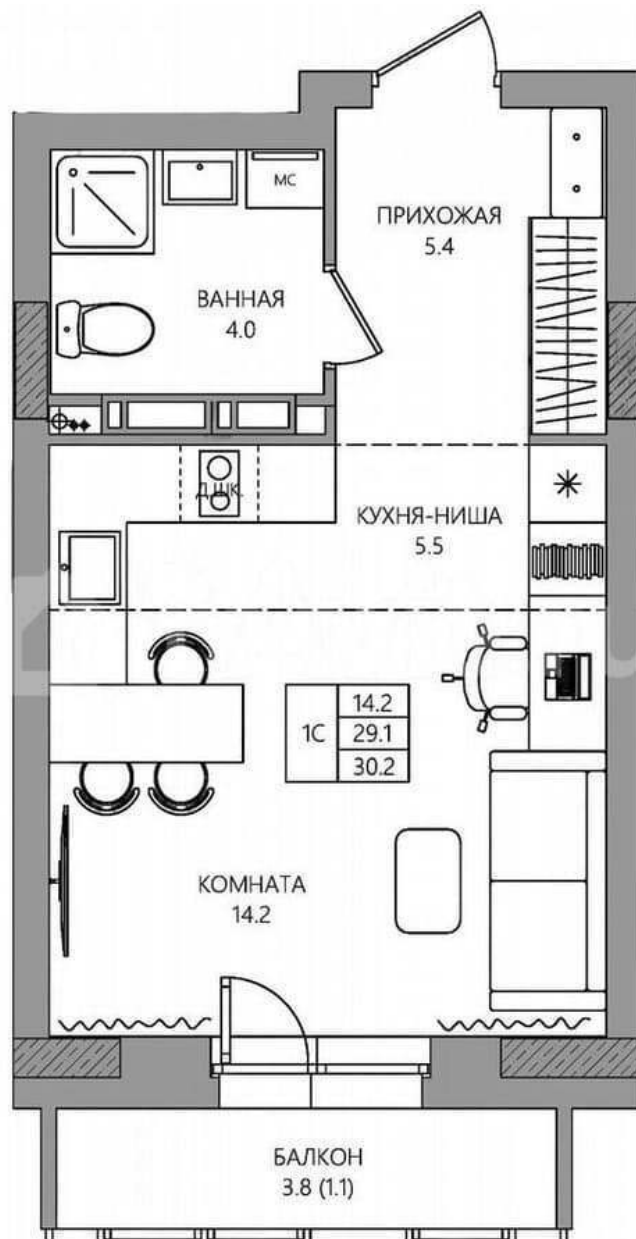 МС
ПРИХОЖАЯ
5.4
ВАННАЯ
4.0
Д.ШК.
КУХНЯ-НИША
5.5
1С
14.2
29.1
30.2
КОМНАТА
14.2
БАЛКОН
3.8 (1.1)